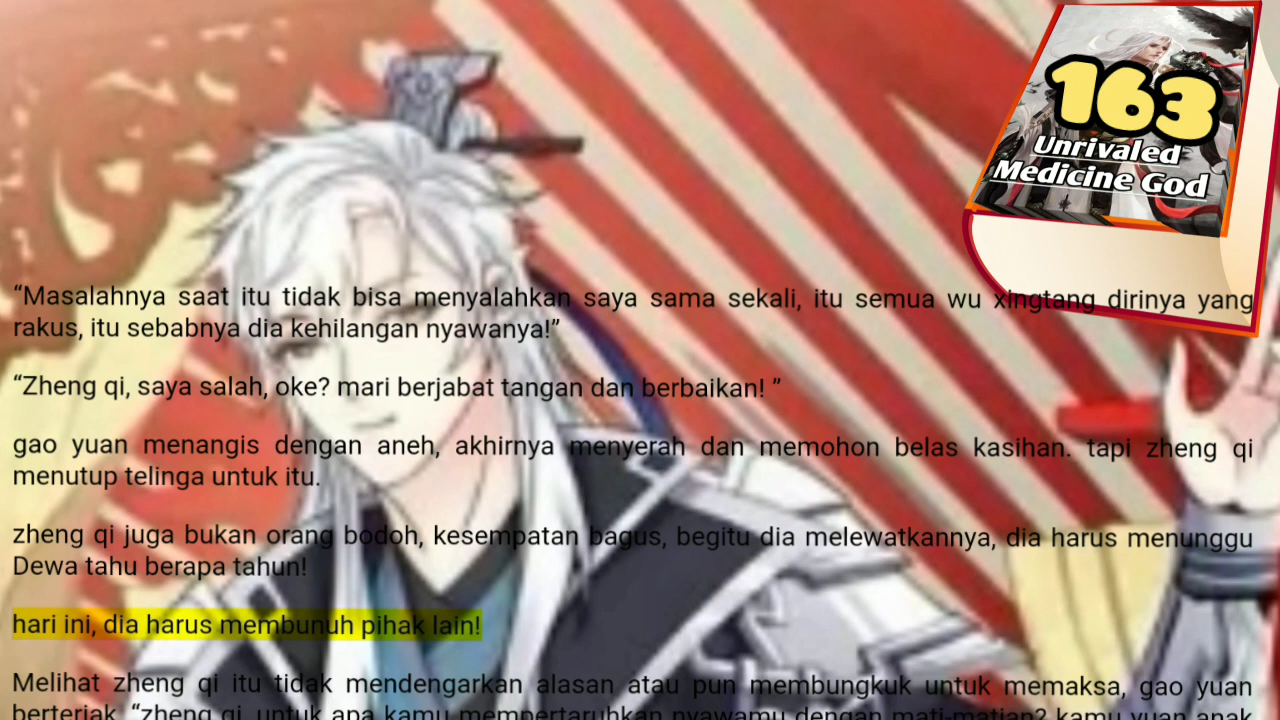 163
Unrivaled
Medicine God
“Masalahnya saat itu tidak bisa menyalahkan saya sama sekali, itu semua wu xingtang dirinya yang
rakus, itu sebabnya dia kehilangan nyawanya!”
“Zheng qi, saya salah, oke? mari berjabat tangan dan berbaikan! ”
gao yuan menangis dengan aneh, akhirnya menyerah dan memohon belas kasihan. tapi zheng qi
menutup telinga untuk itu.
zheng qi juga bukan orang bodoh, kesempatan bagus, begitu dia melewatkannya, dia harus menunggu
Dewa tahu berapa tahun!
hari ini, dia harus membunuh pihak lain!
Melihat zheng qi itu tidak mendengarkan alasan atau pun membungkuk untuk memaksa, gao yuan
berteriak, “zheng qi, untuk apa kamu mempertaruhkan nyawamu dengan mati-matian? kamu yuan anak